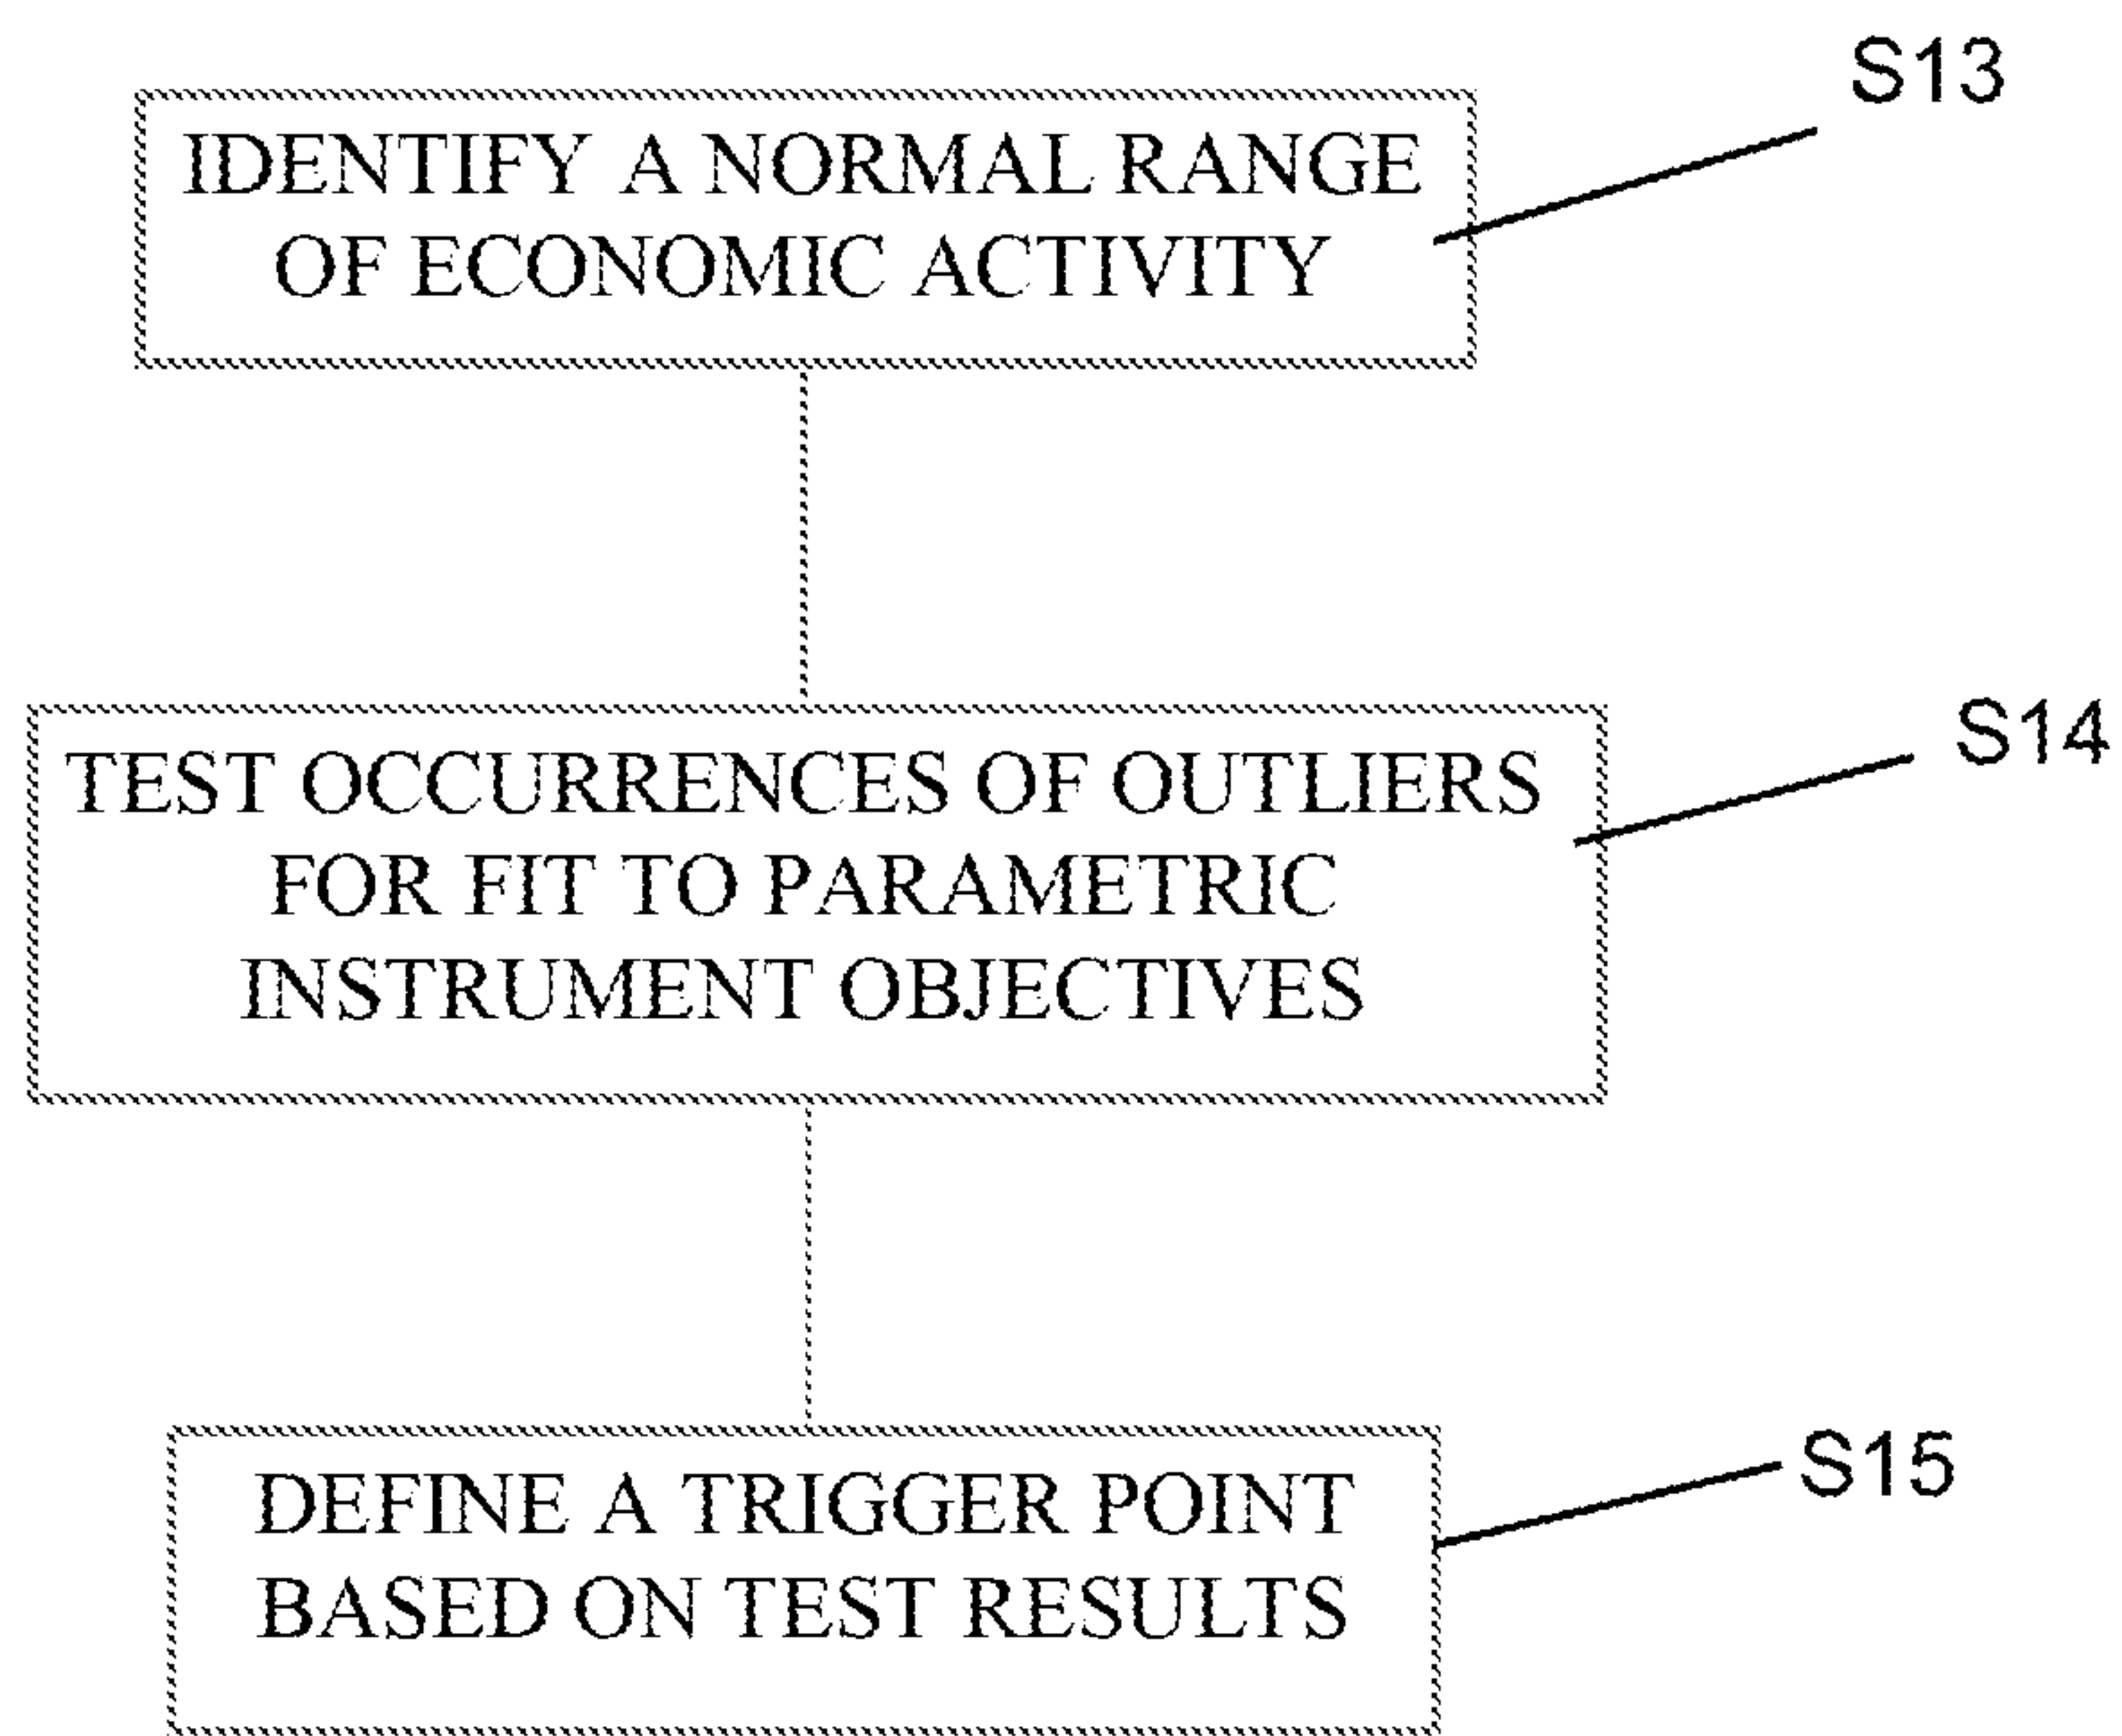 S13
IDENTIFY A NORMAL RANGE
OF ECONOMIC ACTIVITY
S14
TEST OCCURRENCES OF OUTLIERS
FOR FIT TO PARAMETRIC
INSTRUMENT OBJECTIVES
S15
DEFINE A TRIGGER POINT
BASED ON TEST RESULTS